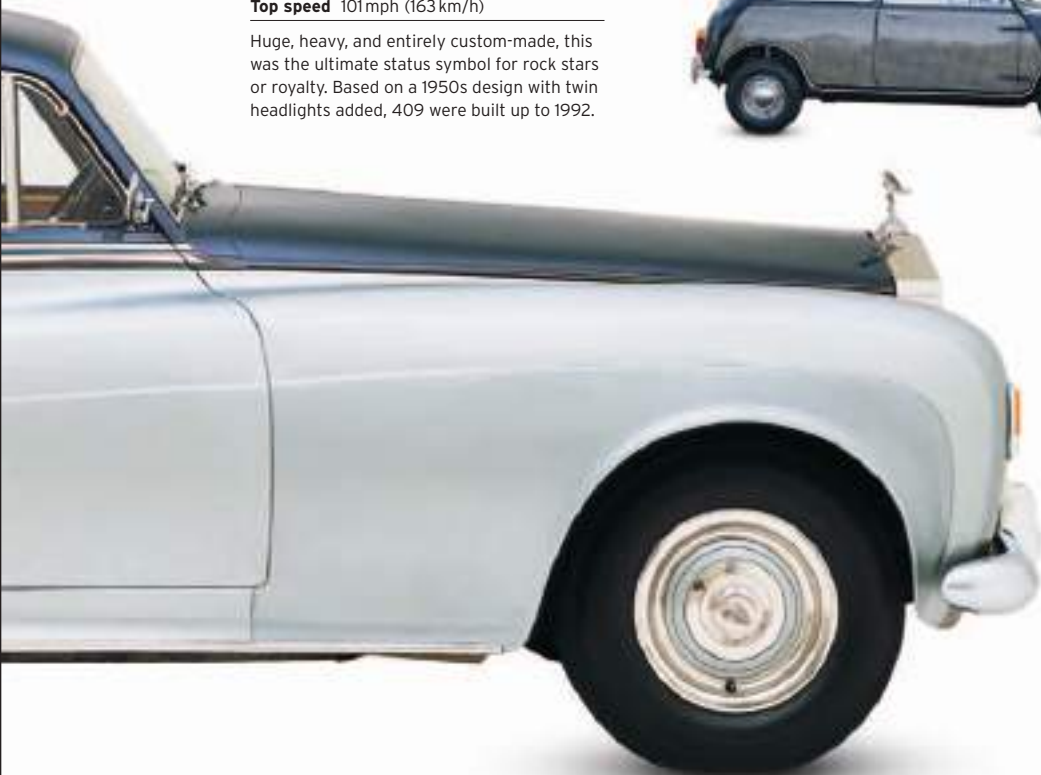 Top speed 101 mph (163 km/h)
Huge, heavy, and entirely custom-made, this
was the ultimate status symbol for rock stars
or royalty. Based on a 1950s design with twin
headlights added, 409 were built up to 1992.